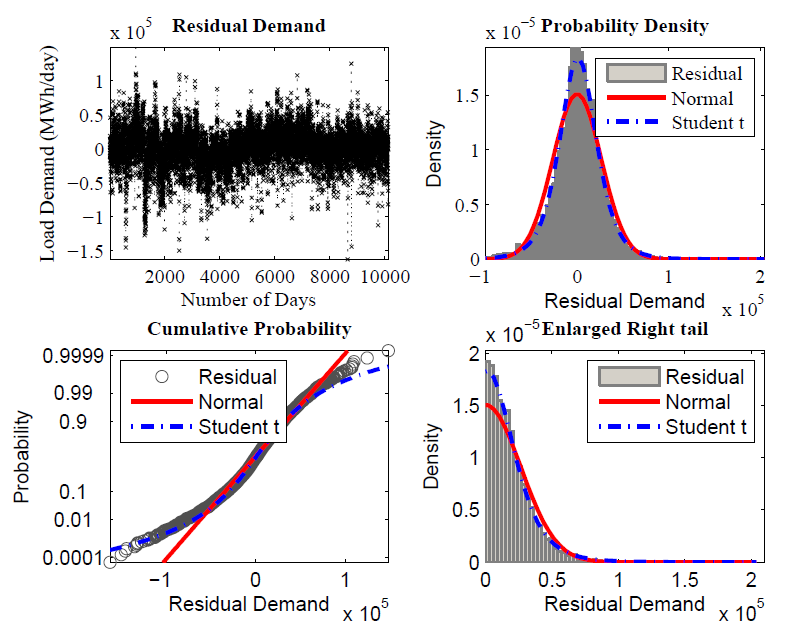 x 10^5 Residual Demand
Load Demand (MWh/day)
1
0.5
0
−0.5
−1
−1.5
2000 4000 6000 8000 10000
Number of Days
x 10^−5 Probability Density
Density
1.5
1
0.5
0
Residual
Normal
Student t
−1 0 1 2
Residual Demand
x 10^5
Cumulative Probability
Probability
0.9999
0.99
0.9
0.1
0.01
0.0001
Residual
Normal
Student t
−1 0 1
Residual Demand
x 10^5
x 10^−5 Enlarged Right tail
Density
2
1.5
1
0.5
0
Residual
Normal
Student t
0 0.5 1 1.5 2
Residual Demand
x 10^5